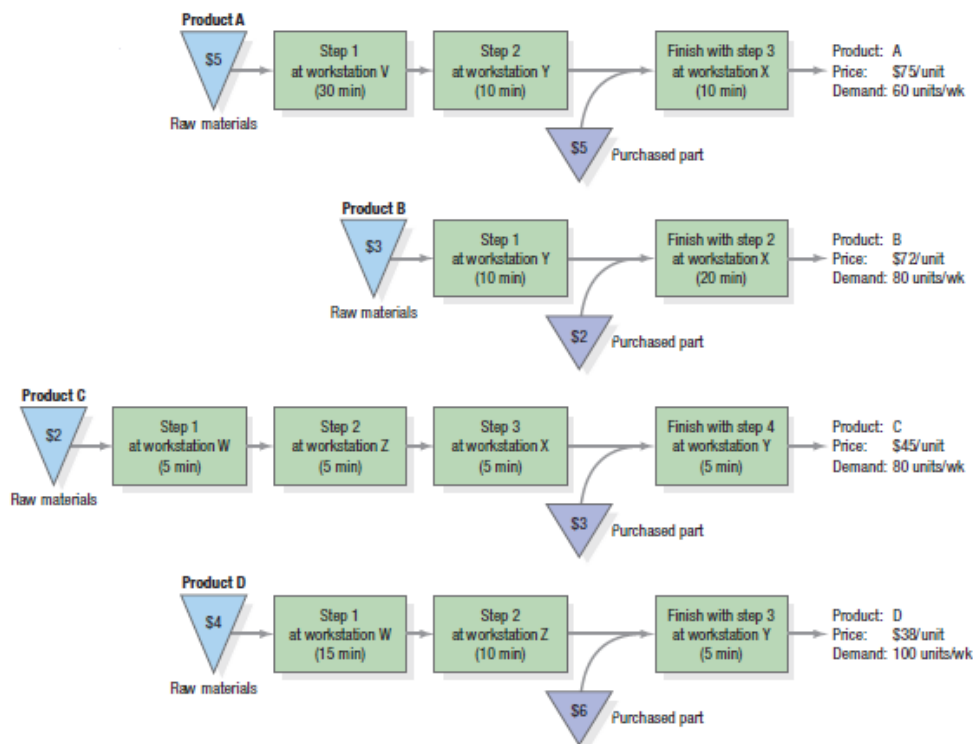 Product A
$5
Raw materials
Step 1
at workstation V
(30 min)
Step 2
at workstation Y
(10 min)
$5
Purchased part
Finish with step 3
at workstation X
(10 min)
Product: A
Price: $75/unit
Demand: 60 units/wk
Product B
$3
Raw materials
Step 1
at workstation Y
(10 min)
$2
Purchased part
Finish with step 2
at workstation X
(20 min)
Product: B
Price: $72/unit
Demand: 80 units/wk
Product C
$2
Raw materials
Step 1
at workstation W
(5 min)
Step 2
at workstation Z
(5 min)
Step 3
at workstation X
(5 min)
$3
Purchased part
Finish with step 4
at workstation Y
(5 min)
Product: C
Price: $45/unit
Demand: 80 units/wk
Product D
$4
Raw materials
Step 1
at workstation W
(15 min)
Step 2
at workstation Z
(10 min)
$6
Purchased part
Finish with step 3
at workstation Y
(5 min)
Product: D
Price: $38/unit
Demand: 100 units/wk